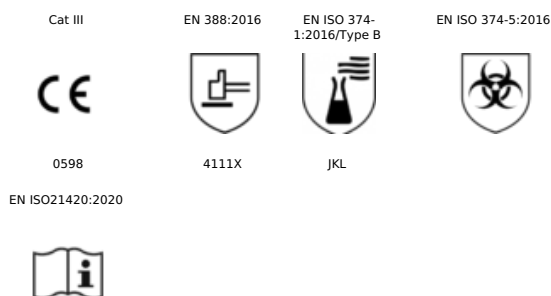 Cat III
EN 388:2016
EN ISO 374-
1:2016/Type B
EN ISO 374-5:2016
CE
0598
4111X
JKL
EN ISO21420:2020
i